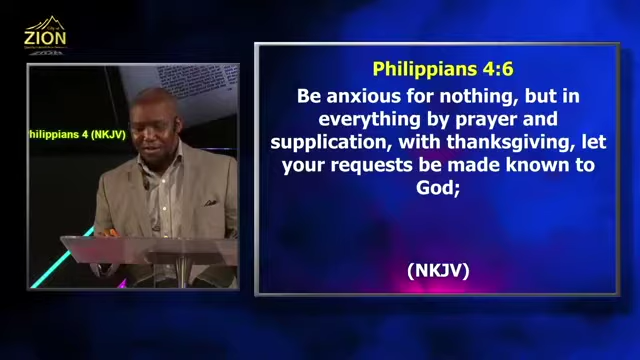 ZION
hilippians 4 (NKJV)
Philippians 4:6
Be anxious for nothing, but in
everything by prayer and
supplication, with thanksgiving, let
your requests be made known to
God;
(NKJV)